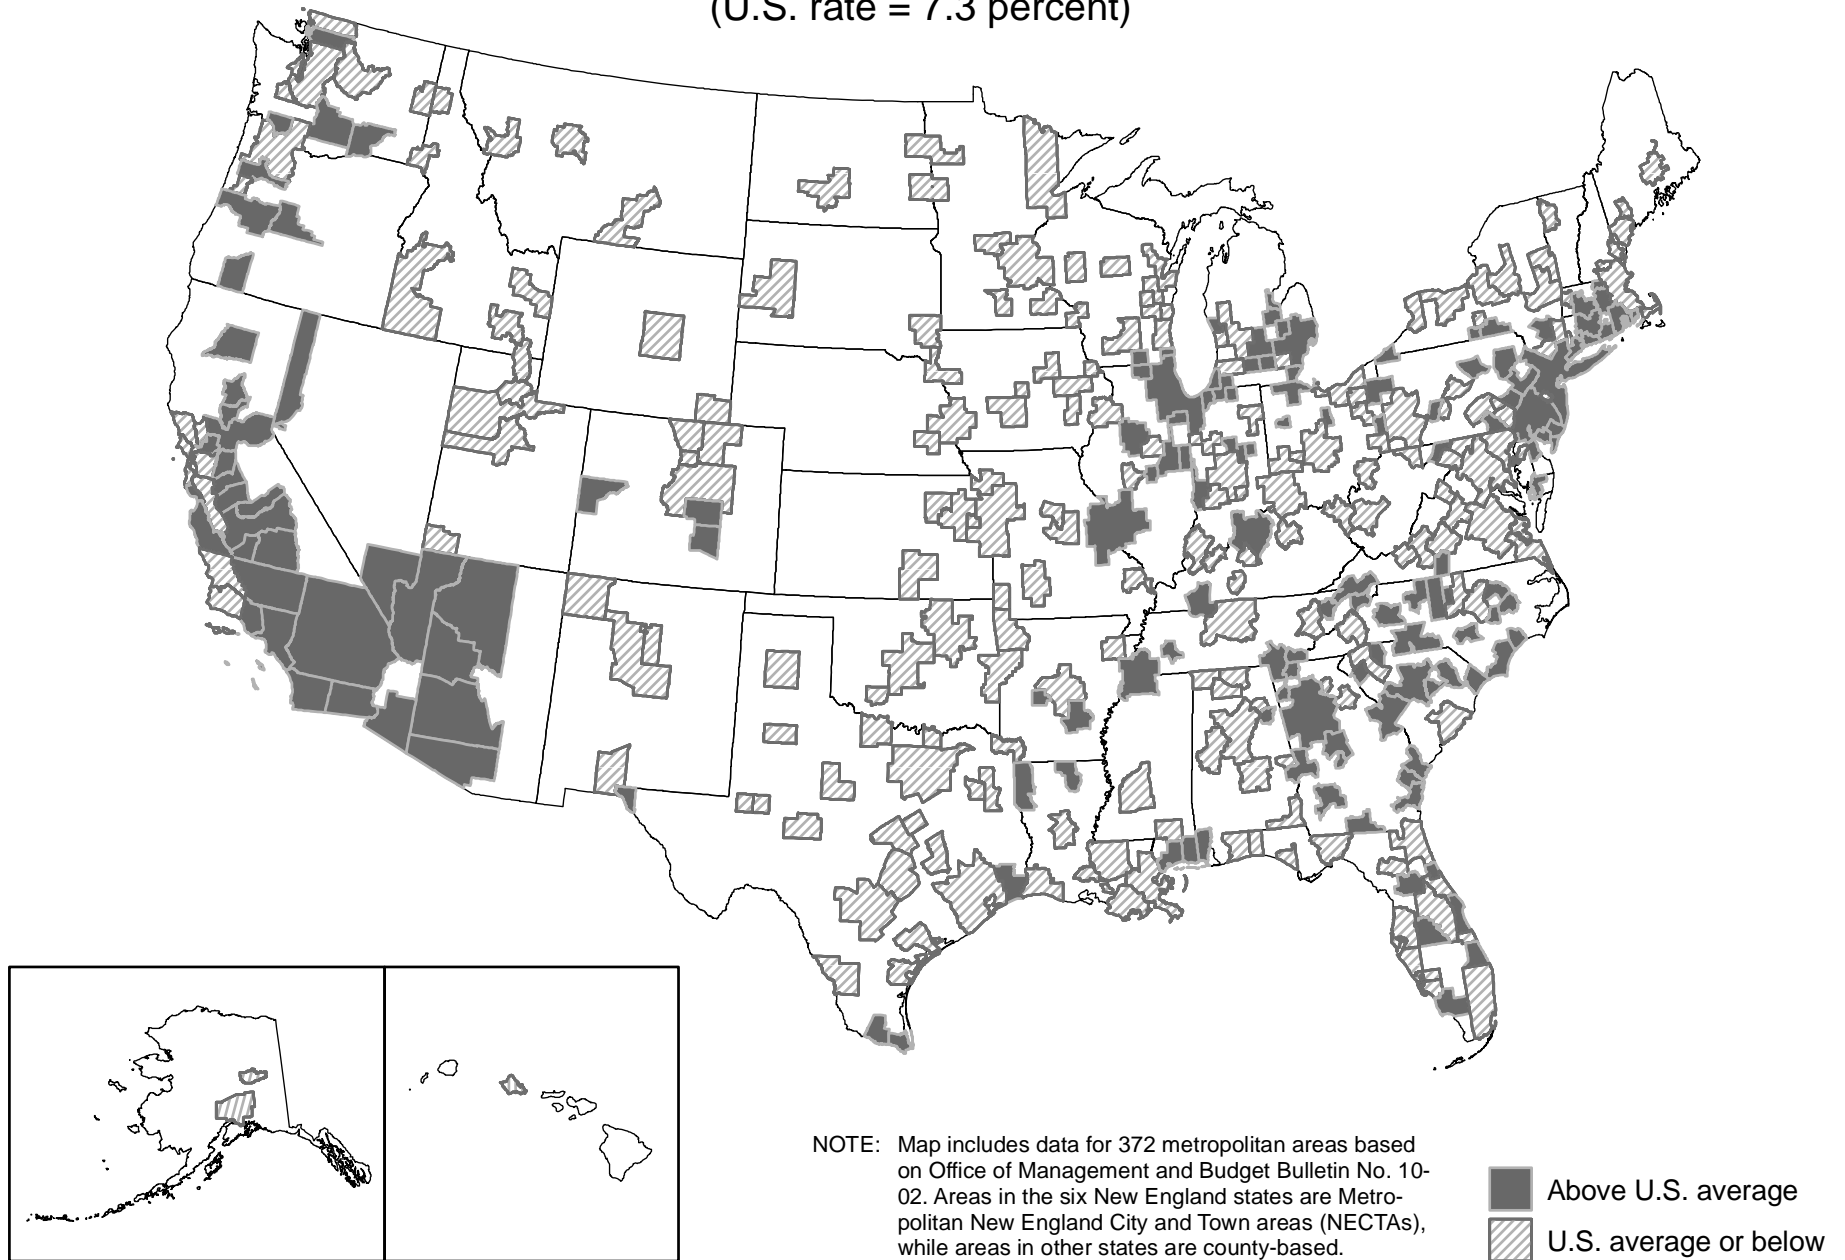 (U.S. rate = 7.3 percent)
NOTE: Map includes data for 372 metropolitan areas based
on Office of Management and Budget Bulletin No. 10-
02. Areas in the six New England states are Metro-
politan New England City and Town areas (NECTAs),
while areas in other states are county-based.
Above U.S. average
U.S. average or below